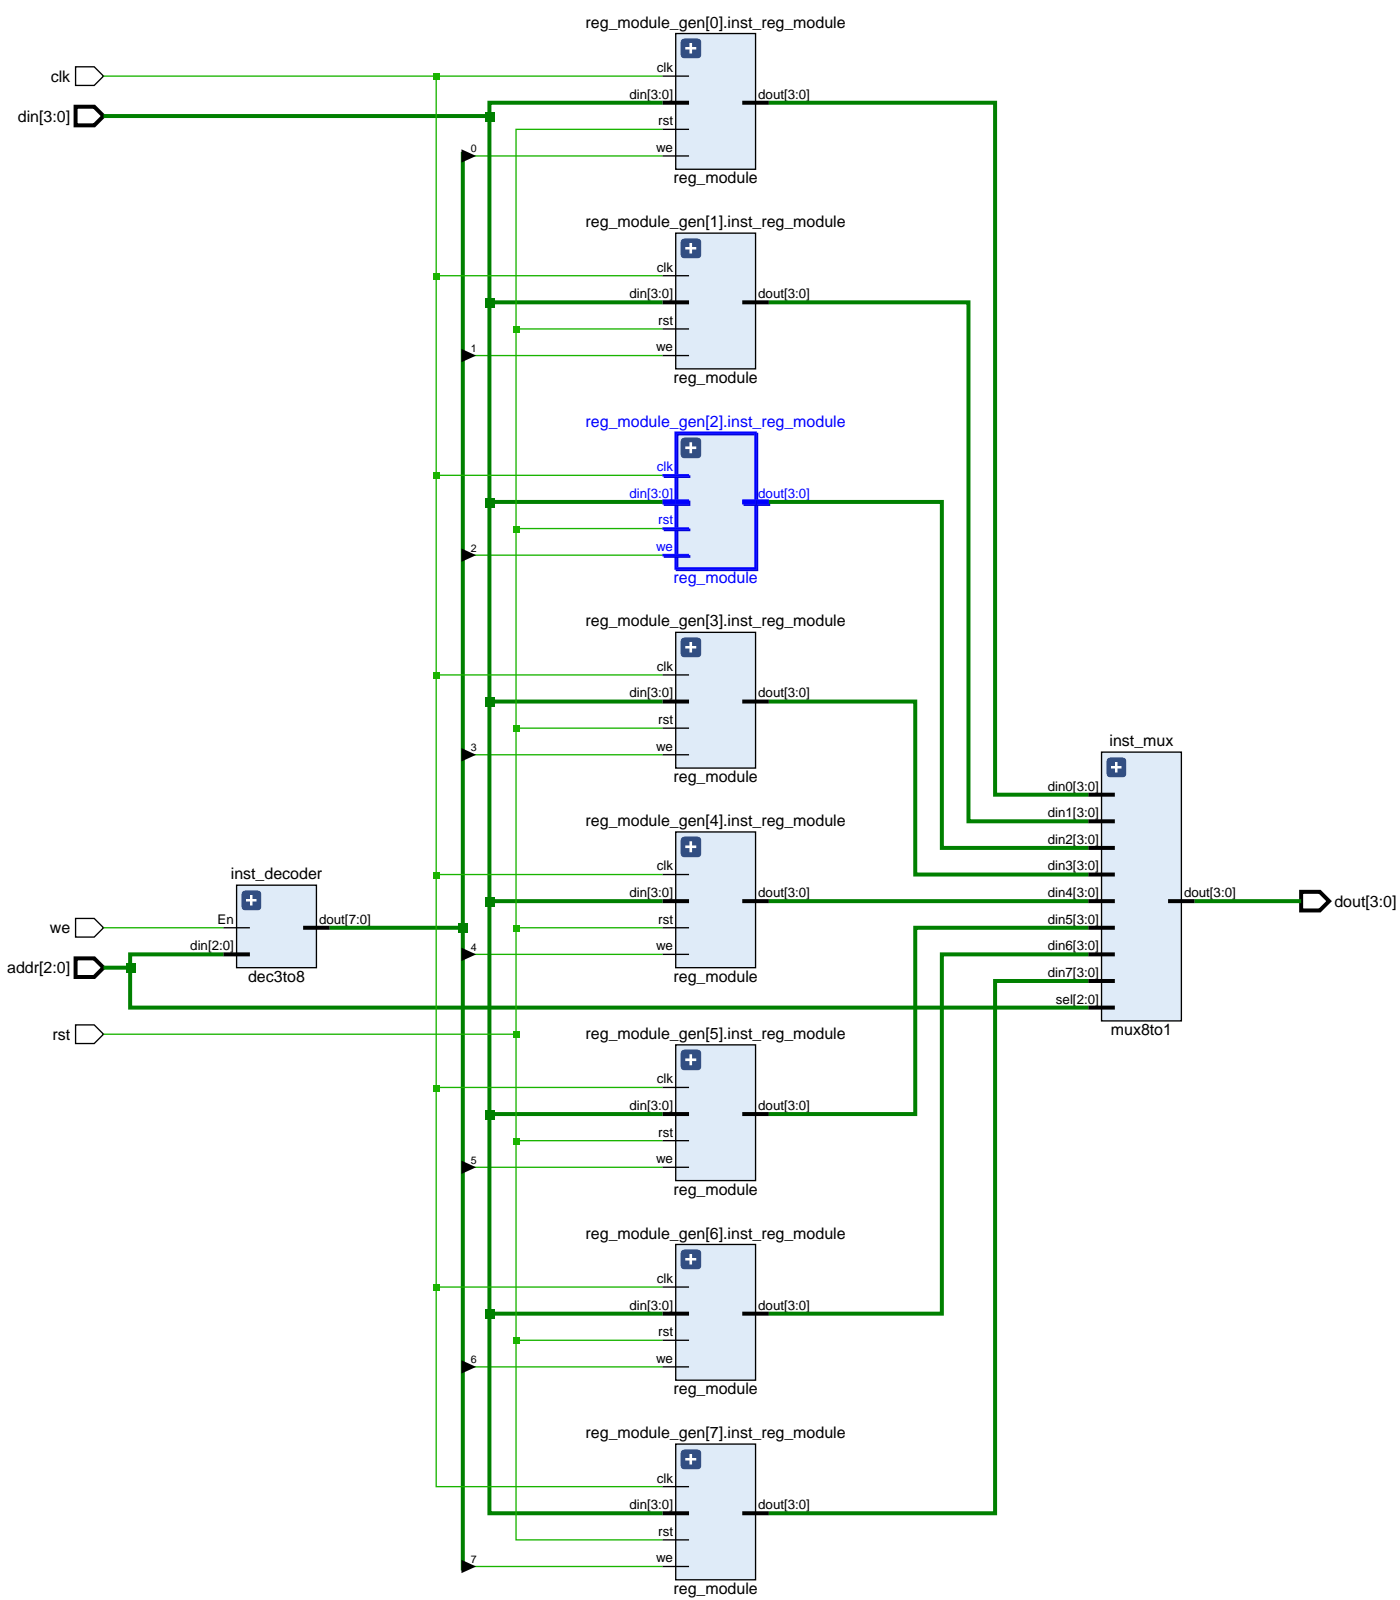 reg_module_gen[0].inst_reg_module
clk
clk
din[3:0]
dout[3:0]
din[3:0]
rst
0
we
reg_module
reg_module_gen[1].inst_reg_module
clk
din[3:0]
dout[3:0]
rst
1
we
reg_module
reg_module_gen[2].inst_reg_module
clk
din[3:0]
dout[3:0]
rst
2
we
reg_module
reg_module_gen[3].inst_reg_module
clk
din[3:0]
dout[3:0]
rst
3
we
reg_module
inst_mux
din0[3:0]
din1[3:0]
din2[3:0]
din3[3:0]
din4[3:0]
din5[3:0]
din6[3:0]
din7[3:0]
sel[2:0]
dout[3:0]
dout[3:0]
mux8to1
reg_module_gen[4].inst_reg_module
clk
din[3:0]
dout[3:0]
rst
4
we
reg_module
inst_decoder
we
En
dout[7:0]
din[2:0]
addr[2:0]
dec3to8
rst
reg_module_gen[5].inst_reg_module
clk
din[3:0]
dout[3:0]
rst
5
we
reg_module
reg_module_gen[6].inst_reg_module
clk
din[3:0]
dout[3:0]
rst
6
we
reg_module
reg_module_gen[7].inst_reg_module
clk
din[3:0]
dout[3:0]
rst
7
we
reg_module